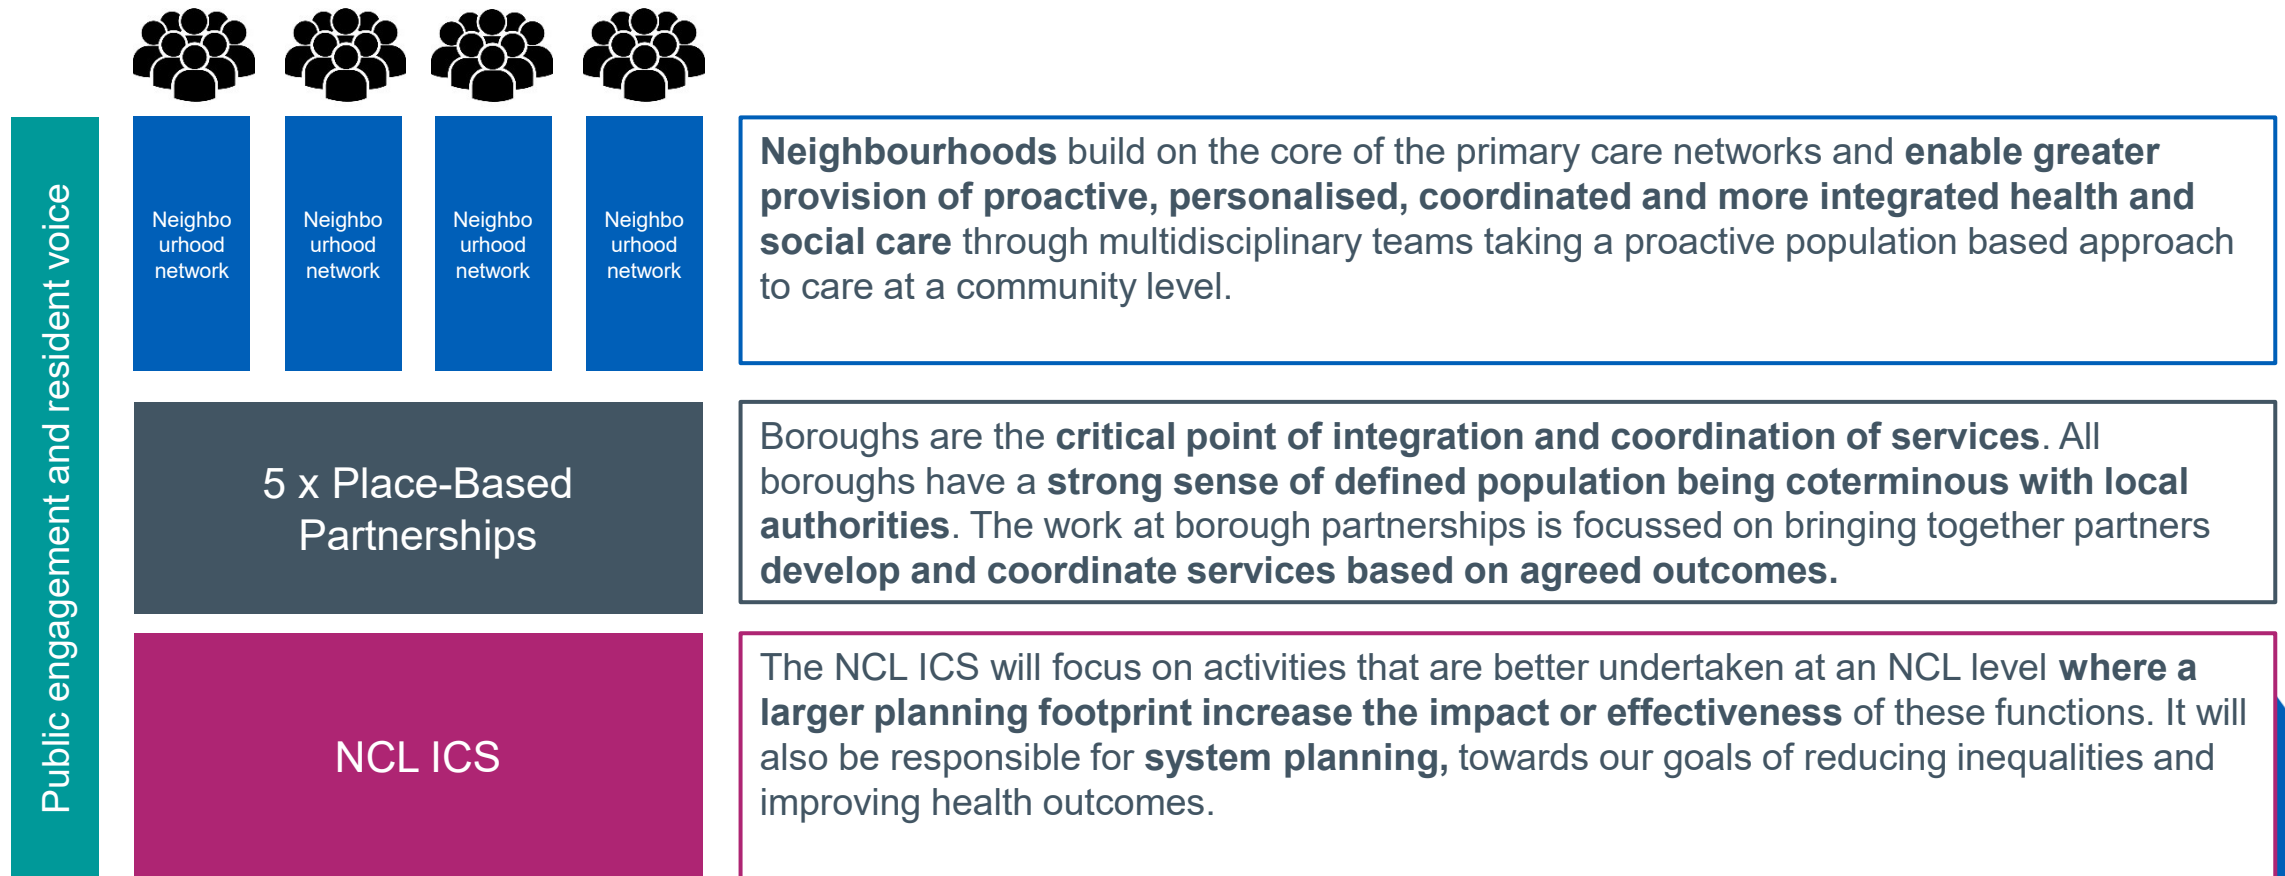 Public engagement and resident voice
Neighbo
urhood
network
Neighbo
urhood
network
Neighbo
urhood
network
Neighbo
urhood
network
Neighbourhoods build on the core of the primary care networks and enable greater
provision of proactive, personalised, coordinated and more integrated health and
social care through multidisciplinary teams taking a proactive population based approach
to care at a community level.
5 x Place-Based
Partnerships
Boroughs are the critical point of integration and coordination of services. All
boroughs have a strong sense of defined population being coterminous with local
authorities. The work at borough partnerships is focussed on bringing together partners
develop and coordinate services based on agreed outcomes.
NCL ICS
The NCL ICS will focus on activities that are better undertaken at an NCL level where a
larger planning footprint increase the impact or effectiveness of these functions. It will
also be responsible for system planning, towards our goals of reducing inequalities and
improving health outcomes.